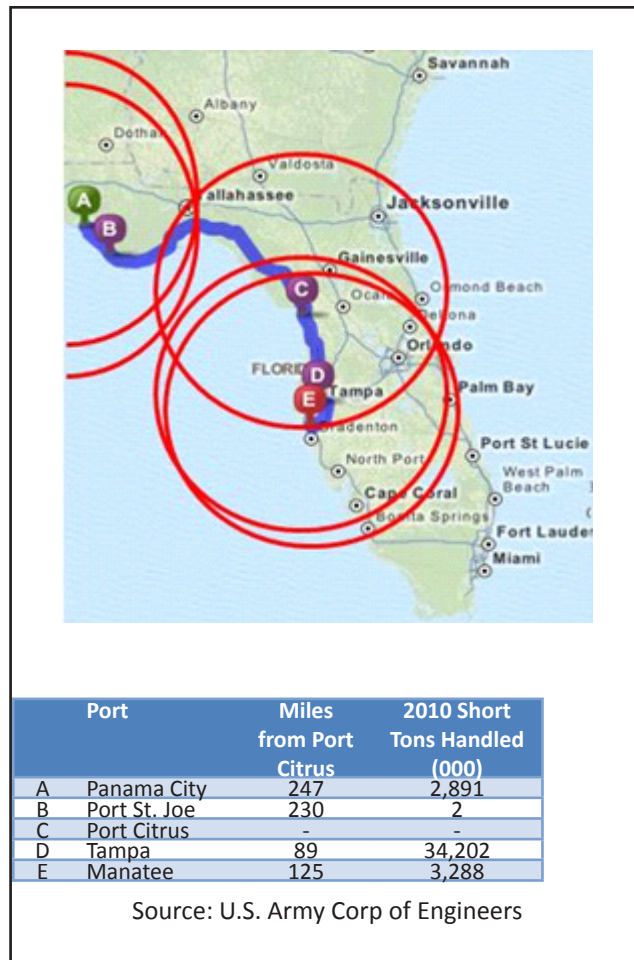 Savannah
Albany
Dothan
Valdosta
Tallahassee
A
Jacksonville
B
Gainesville
C
Ocala
Ormond Beach
Deltona
Orlando
FLORI
D
Tampa
Palm Bay
E
Bradenton
Port St Lucie
North Port
West Palm
Beach
Cape Coral
Bonita Springs
Fort Lauder
Miami
Port Miles 2010 Short
from Port Tons Handled
Citrus (000)
A Panama City 247 2,891
B Port St. Joe 230 2
C Port Citrus - -
D Tampa 89 34,202
E Manatee 125 3,288
Source: U.S. Army Corp of Engineers